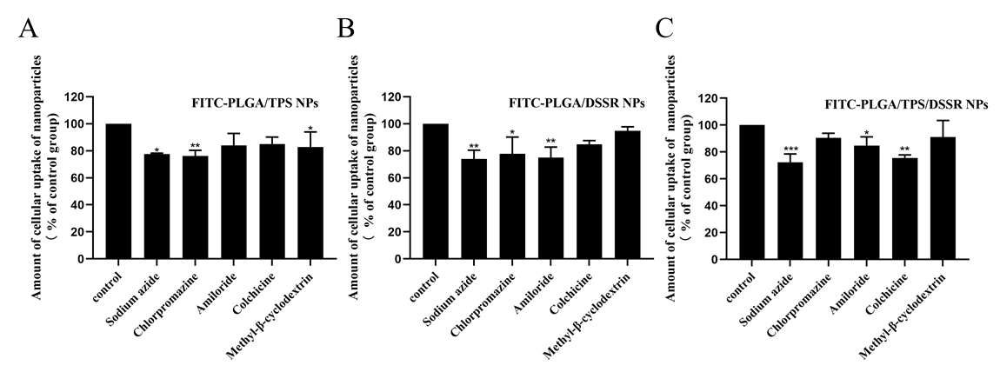 A
Amount of cellular uptake of nanoparticles
( % of control group)
FITC-PLGA/TPS NPs
120
100
80
60
40
20
0
*
**
*
control
Sodium azide
Chlorpromazine
Amiloride
Colchicine
Methyl-β-cyclodextrin
B
Amount of cellular uptake of nanoparticles
( % of control group)
FITC-PLGA/DSSR NPs
120
100
80
60
40
20
0
**
*
**
control
Sodium azide
Chlorpromazine
Amiloride
Colchicine
Methyl-β-cyclodextrin
C
Amount of cellular uptake of nanoparticles
( % of control group)
FITC-PLGA/TPS/DSSR NPs
120
100
80
60
40
20
0
***
*
**
control
Sodium azide
Chlorpromazine
Amiloride
Colchicine
Methyl-β-cyclodextrin